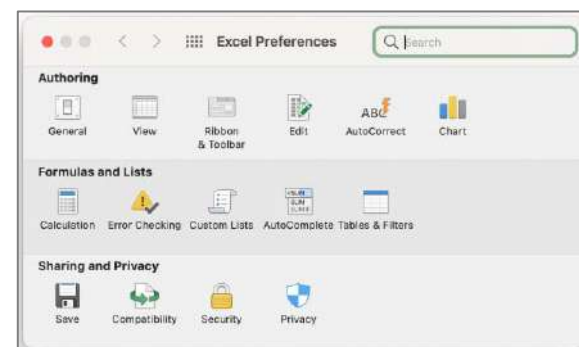 Excel Preferences
Search
Authoring
General View Ribbon & Toolbar Edit AutoCorrect Chart
ABC
Formulas and Lists
Calculation Error Checking Custom Lists AutoComplete Tables & Filters
Sharing and Privacy
Save Compatibility Security Privacy